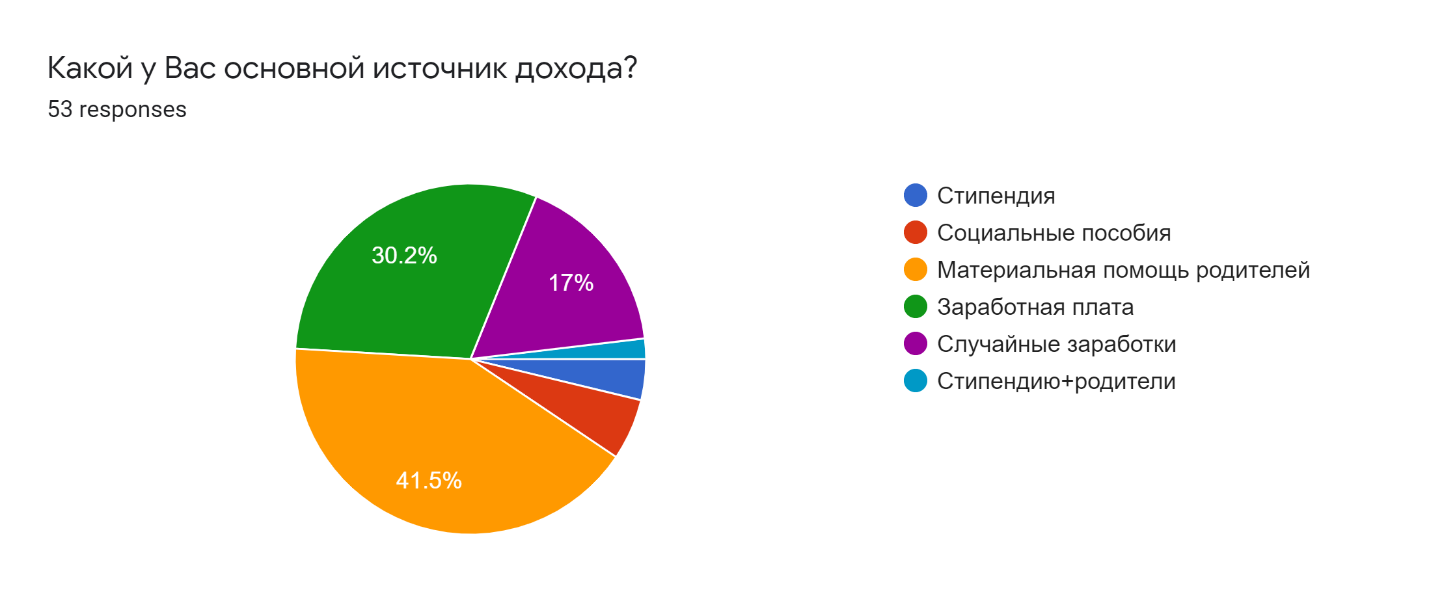 Какой у Вас основной источник дохода?
53 responses
30.2%
17%
41.5%
Стипендия
Социальные пособия
Материальная помощь родителей
Заработная плата
Случайные заработки
Стипендию+родители